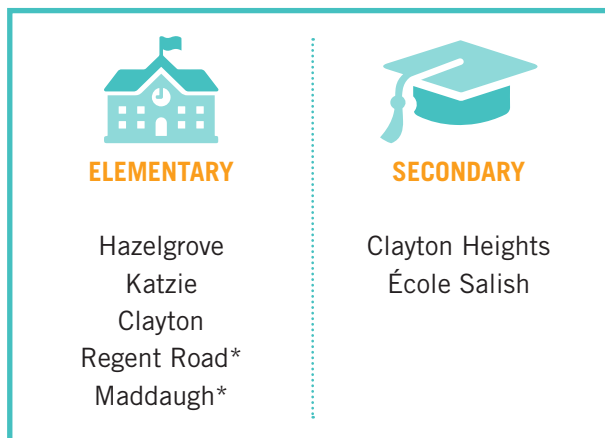 ELEMENTARY
Hazelgrove
Katzie
Clayton
Regent Road*
Maddaugh*
SECONDARY
Clayton Heights
École Salish